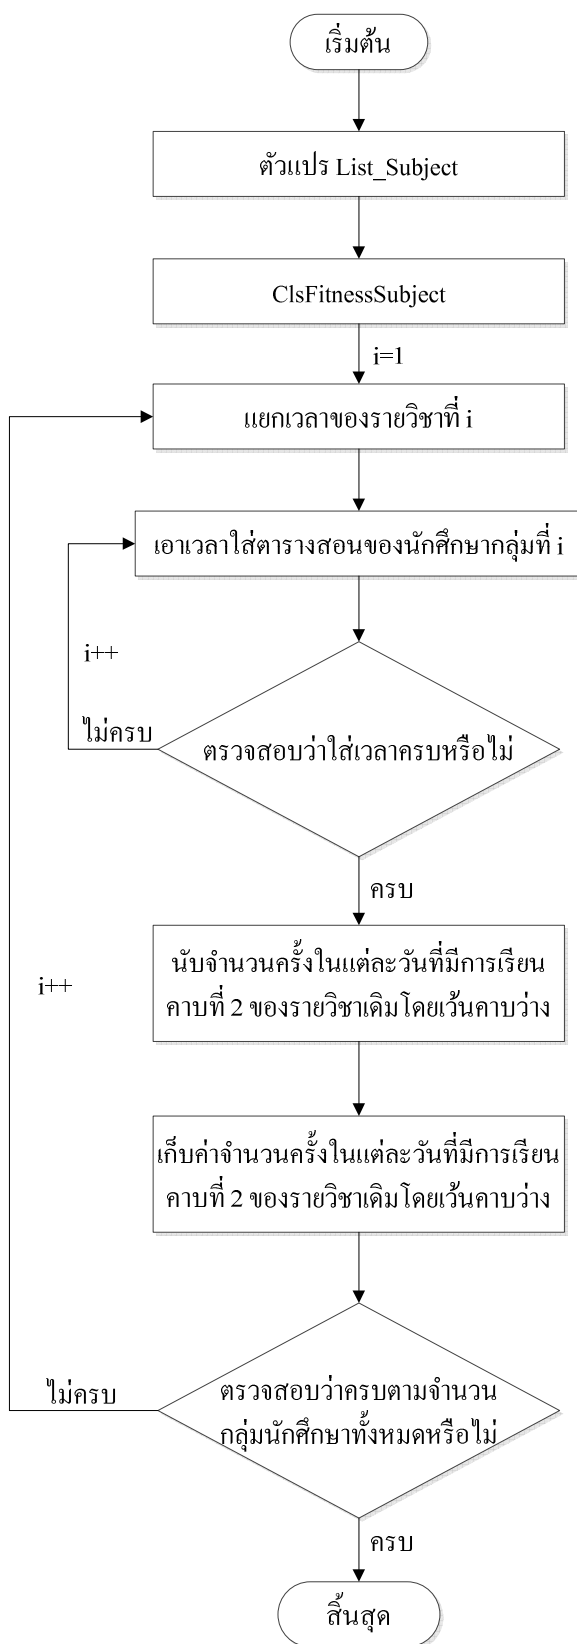 เริ่มต้น
ตัวแปร List_Subject
ClsFitnessSubject
i=1
แยกเวลาของรายวิชาที่ i
เอาเวลาใส่ตารางสอนของนักศึกษากลุ่มที่ i
i++
ไม่ครบ
ตรวจสอบว่าใส่เวลาครบหรือไม่
ครบ
นับจำนวนครั้งในแต่ละวันที่มีการเรียน
คาบที่ 2 ของรายวิชาเดิมโดยเว้นคาบว่าง
i++
เก็บค่าจำนวนครั้งในแต่ละวันที่มีการเรียน
คาบที่ 2 ของรายวิชาเดิมโดยเว้นคาบว่าง
ไม่ครบ
ตรวจสอบว่าครบตามจำนวน
กลุ่มนักศึกษาทั้งหมดหรือไม่
ครบ
สิ้นสุด